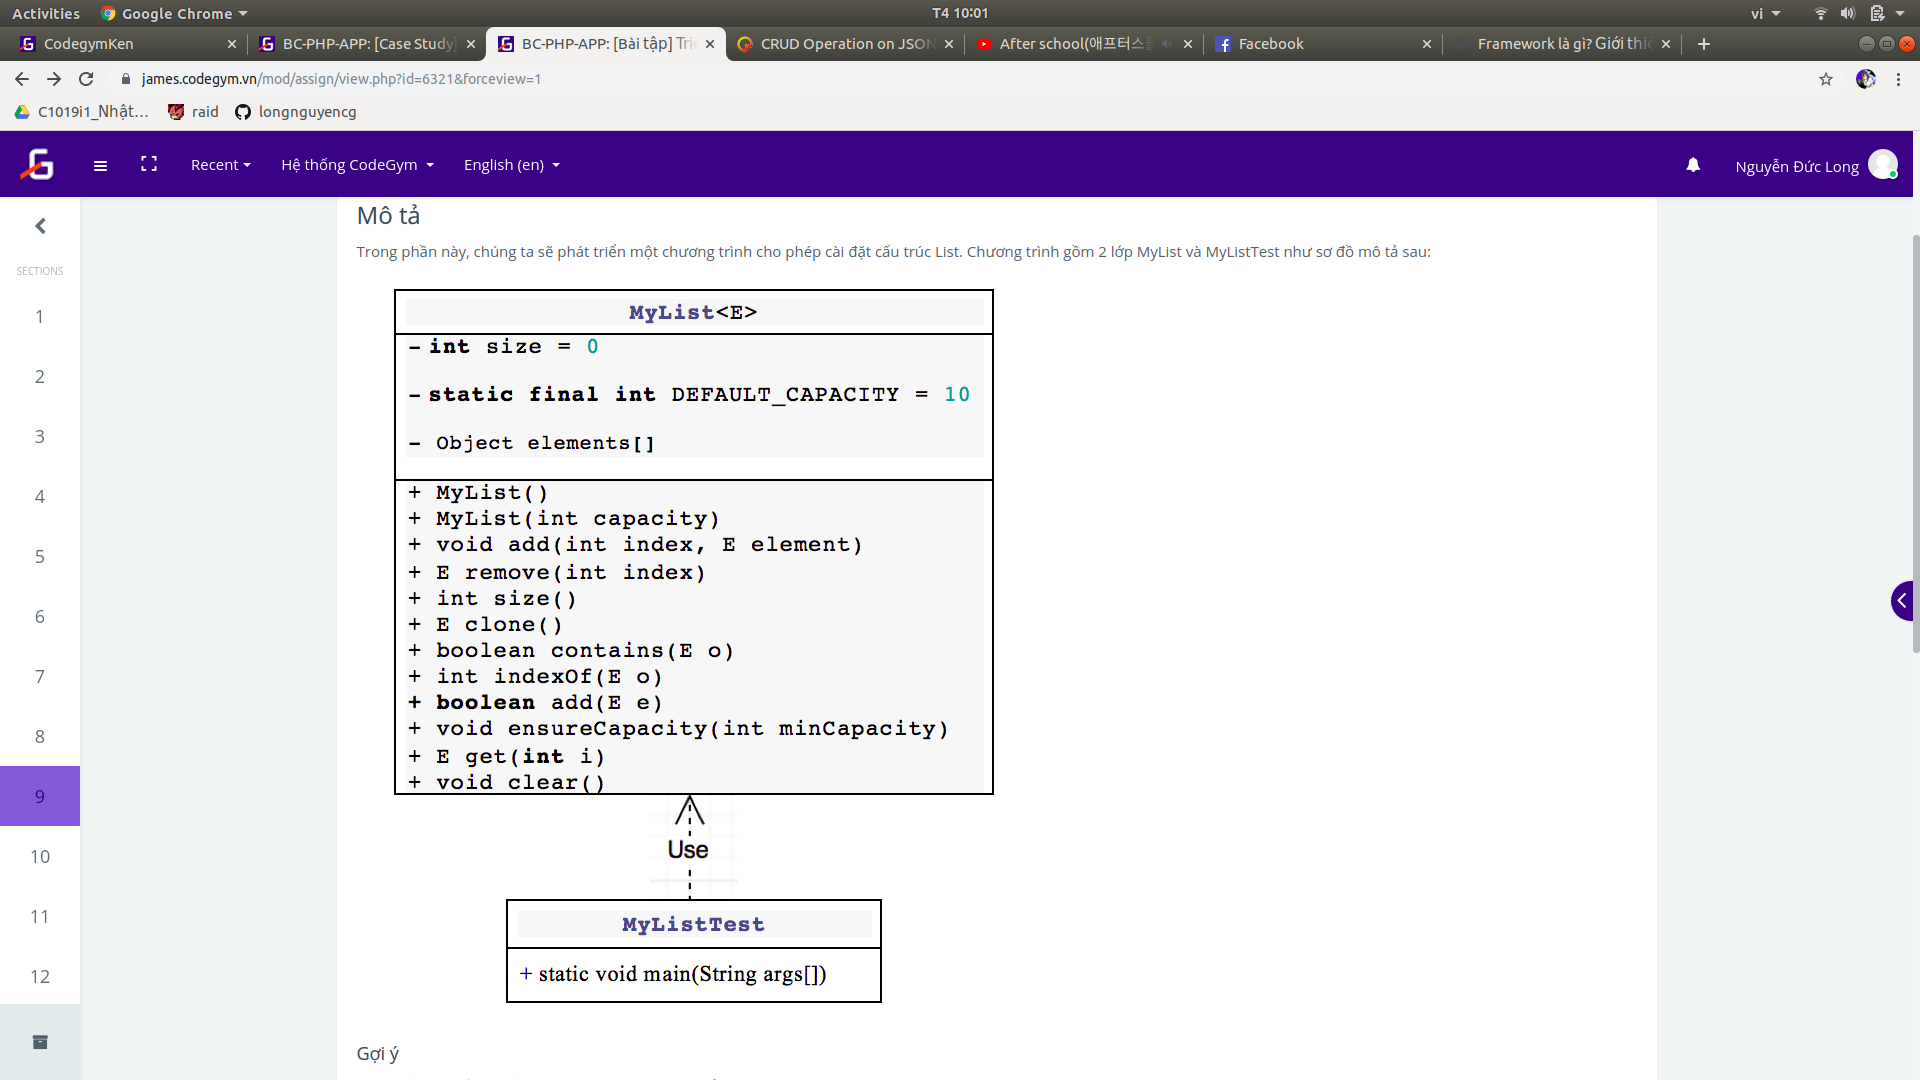 Activities Google Chrome T4 10:01 vi
CodegymKen BC-PHP-APP: [Case Study] BC-PHP-APP: [Bài tập] Tri CRUD Operation on JSON After school(애프터스쿨 Facebook Framework là gì? Giới thi
james.codegym.vn/mod/assign/view.php?id=6321&forceview=1
C1019i1_Nhật... raid longnguyencg
Recent Hệ thống CodeGym English (en) Nguyễn Đức Long
SECTIONS
1
2
3
4
5
6
7
8
9
10
11
12
Mô tả
Trong phần này, chúng ta sẽ phát triển một chương trình cho phép cài đặt cấu trúc List. Chương trình gồm 2 lớp MyList và MyListTest như sơ đồ mô tả sau:
MyList<E>
- int size = 0
- static final int DEFAULT_CAPACITY = 10
- Object elements[]
+ MyList()
+ MyList(int capacity)
+ void add(int index, E element)
+ E remove(int index)
+ int size()
+ E clone()
+ boolean contains(E o)
+ int indexOf(E o)
+ boolean add(E e)
+ void ensureCapacity(int minCapacity)
+ E get(int i)
+ void clear()
Use
MyListTest
+ static void main(String args[])
Gợi ý